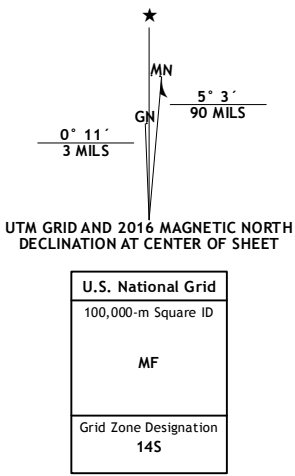 ★
MN
GN
5° 3´
90 MILS
0° 11´
3 MILS
UTM GRID AND 2016 MAGNETIC NORTH
DECLINATION AT CENTER OF SHEET
U.S. National Grid
100,000-m Square ID
MF
Grid Zone Designation
14S